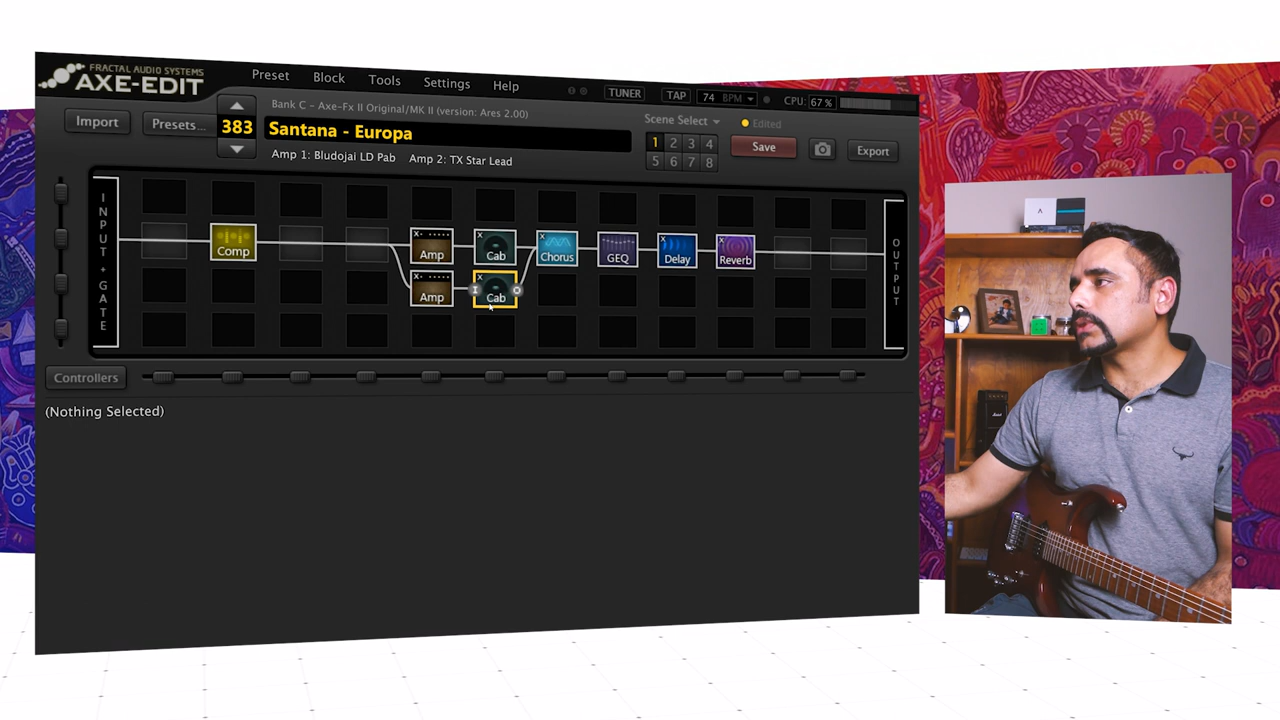 FRACTAL AUDIO SYSTEMS
AXE-EDIT
Preset Block Tools Settings Help
TUNER TAP 74 BPM CPU: 67 %
Import Presets... 383
Bank C - Axe-Fx II Original/MK II (version: Ares 2.00)
Santana - Europa
Amp 1: Bludojai LD Pab Amp 2: TX Star Lead
Scene Select Edited
1 2 3 4
5 6 7 8
Save Export
INPUT + GATE
Comp
X Amp
X Cab
X Chorus
X GEQ
X Delay
X Reverb
X Amp
X Cab
OUTPUT
Controllers
(Nothing Selected)